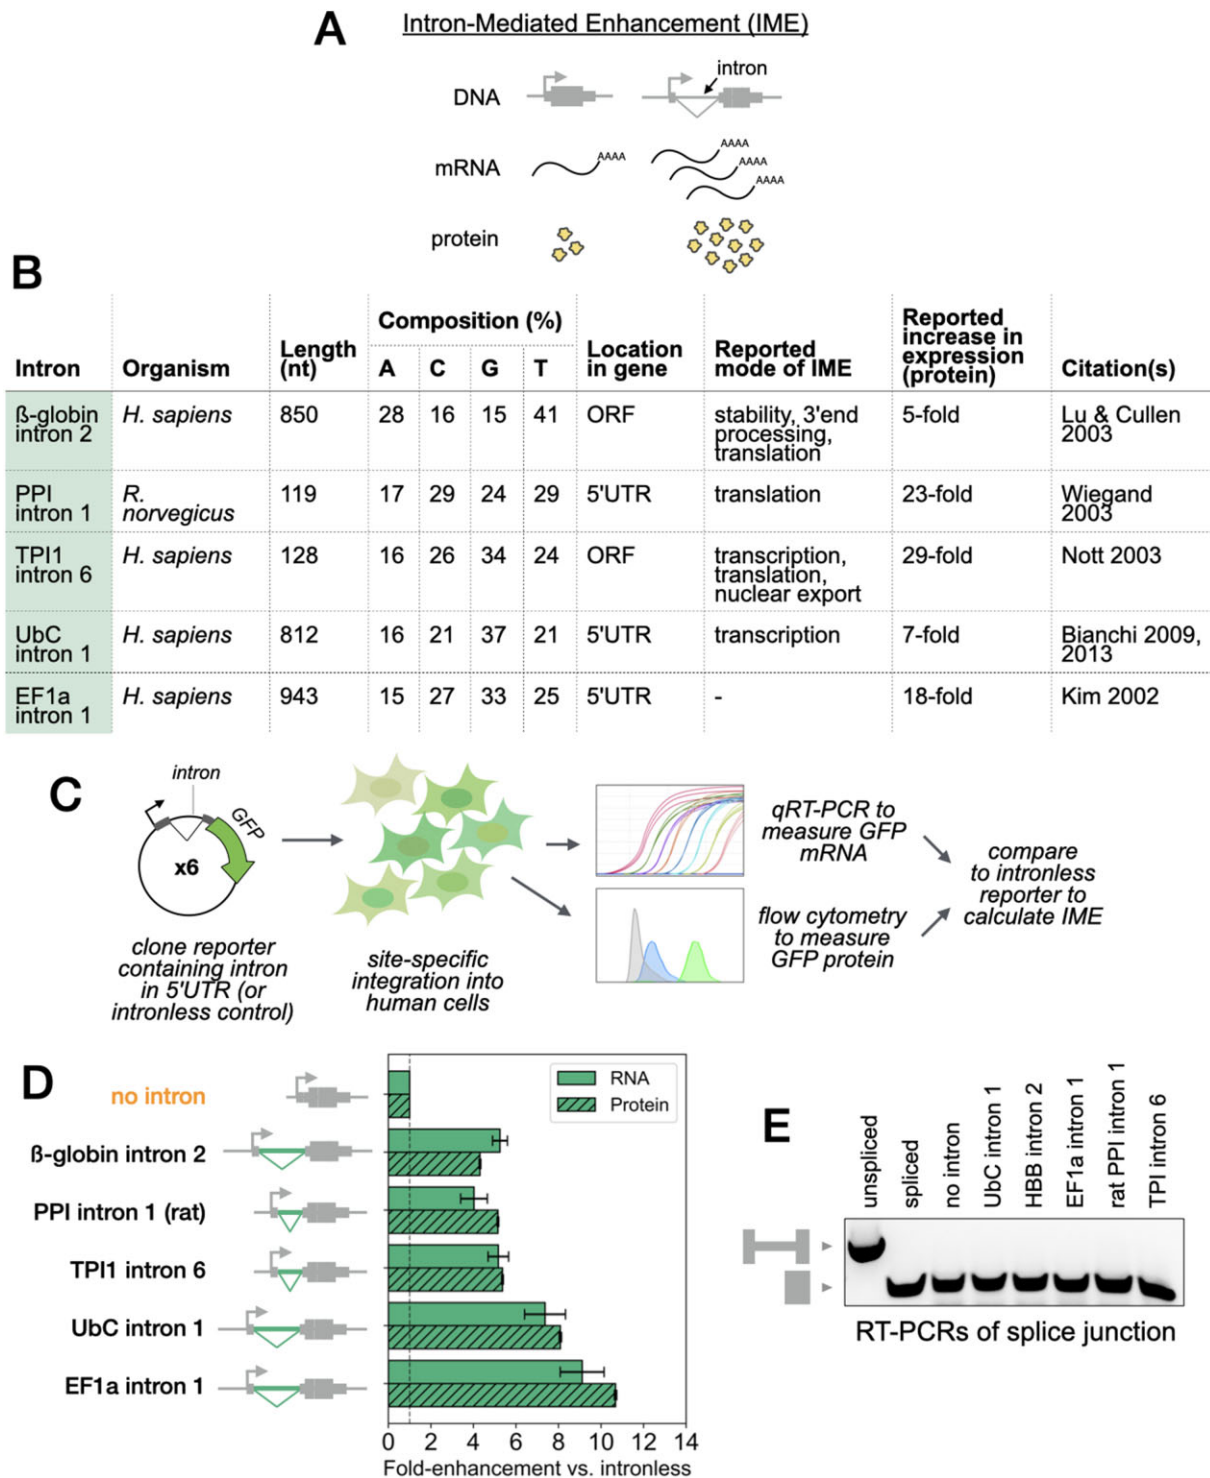 A
Intron-Mediated Enhancement (IME)
intron
DNA
mRNA
AAAA
AAAA
AAAA
AAAA
protein
B
Intron
Organism
Length
(nt)
Composition (%)
A
C
G
T
Location
in gene
Reported
mode of IME
Reported
increase in
expression
(protein)
Citation(s)
ß-globin
intron 2
H. sapiens
850
28
16
15
41
ORF
stability, 3'end
processing,
translation
5-fold
Lu & Cullen
2003
PPI
intron 1
R.
norvegicus
119
17
29
24
29
5'UTR
translation
23-fold
Wiegand
2003
TPI1
intron 6
H. sapiens
128
16
26
34
24
ORF
transcription,
translation,
nuclear export
29-fold
Nott 2003
UbC
intron 1
H. sapiens
812
16
21
37
21
5'UTR
transcription
7-fold
Bianchi 2009,
2013
EF1a
intron 1
H. sapiens
943
15
27
33
25
5'UTR
-
18-fold
Kim 2002
C
intron
GFP
x6
clone reporter
containing intron
in 5'UTR (or
intronless control)
site-specific
integration into
human cells
qRT-PCR to
measure GFP
mRNA
flow cytometry
to measure
GFP protein
compare
to intronless
reporter to
calculate IME
D
no intron
ß-globin intron 2
PPI intron 1 (rat)
TPI1 intron 6
UbC intron 1
EF1a intron 1
RNA
Protein
0 2 4 6 8 10 12 14
Fold-enhancement vs. intronless
E
unspliced
spliced
no intron
UbC intron 1
HBB intron 2
EF1a intron 1
rat PPI intron 1
TPI intron 6
RT-PCRs of splice junction